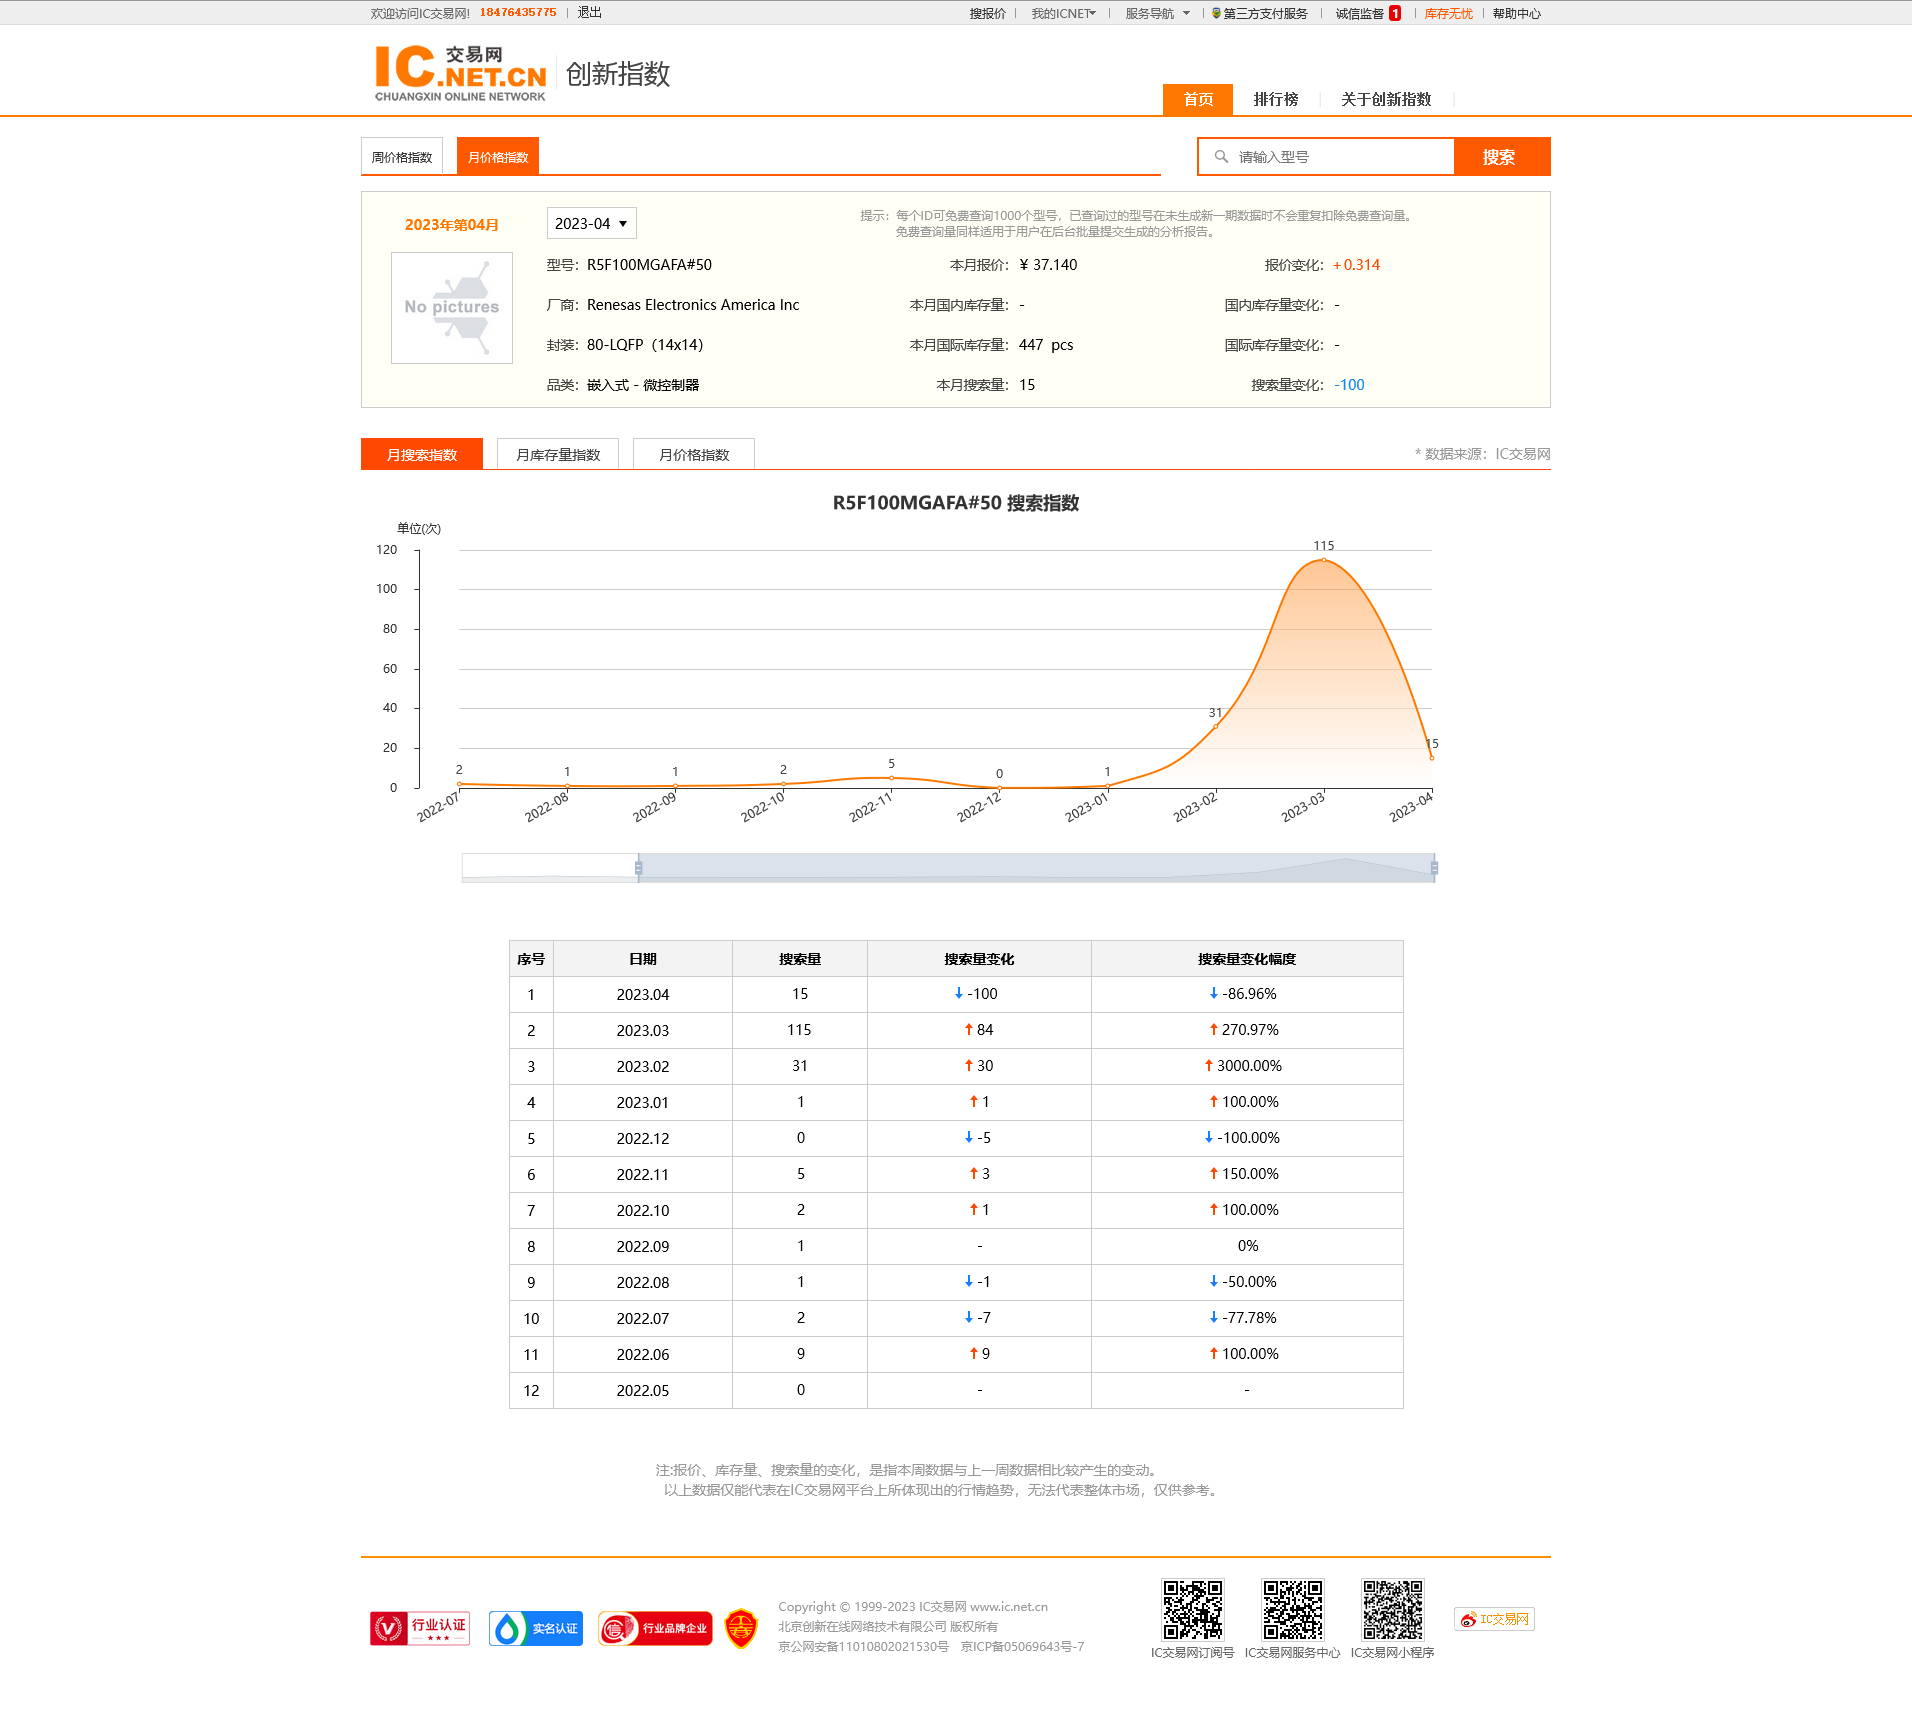 欢迎访问IC交易网! 18476435775 退出 搜报价 我的ICNET 服务导航 第三方支付服务 诚信监督 1 库存无忧 帮助中心
IC.NET.CN 交易网 创新指数
CHUANGXIN ONLINE NETWORK
首页 排行榜 关于创新指数
周价格指数 月价格指数 请输入型号 搜索
2023年第04月 2023-04 提示：每个ID可免费查询1000个型号，已查询过的型号在未生成新一期数据时不会重复扣除免费查询量。
免费查询量同样适用于用户在后台批量提交生成的分析报告。
型号：R5F100MGAFA#50 本月报价：¥ 37.140 报价变化：+0.314
No pictures
厂商：Renesas Electronics America Inc 本月国内库存量：- 国内库存量变化：-
封装：80-LQFP（14x14） 本月国际库存量：447 pcs 国际库存量变化：-
品类：嵌入式 - 微控制器 本月搜索量：15 搜索量变化：-100
月搜索指数 月库存量指数 月价格指数 * 数据来源：IC交易网
R5F100MGAFA#50 搜索指数
单位(次)
120
100
80
60
40
20
0
2 1 1 2 5 0 1 31 115 15
2022-07 2022-08 2022-09 2022-10 2022-11 2022-12 2023-01 2023-02 2023-03 2023-04
序号 日期 搜索量 搜索量变化 搜索量变化幅度
1 2023.04 15 ↓ -100 ↓ -86.96%
2 2023.03 115 ↑ 84 ↑ 270.97%
3 2023.02 31 ↑ 30 ↑ 3000.00%
4 2023.01 1 ↑ 1 ↑ 100.00%
5 2022.12 0 ↓ -5 ↓ -100.00%
6 2022.11 5 ↑ 3 ↑ 150.00%
7 2022.10 2 ↑ 1 ↑ 100.00%
8 2022.09 1 - 0%
9 2022.08 1 ↓ -1 ↓ -50.00%
10 2022.07 2 ↓ -7 ↓ -77.78%
11 2022.06 9 ↑ 9 ↑ 100.00%
12 2022.05 0 - -
注:报价、库存量、搜索量的变化，是指本周数据与上一周数据相比较产生的变动。
以上数据仅能代表在IC交易网平台上所体现出的行情趋势，无法代表整体市场，仅供参考。
行业认证 实名认证 行业品牌企业
Copyright © 1999-2023 IC交易网 www.ic.net.cn
北京创新在线网络技术有限公司 版权所有
京公网安备11010802021530号 京ICP备05069643号-7
IC交易网订阅号 IC交易网服务中心 IC交易网小程序
IC交易网